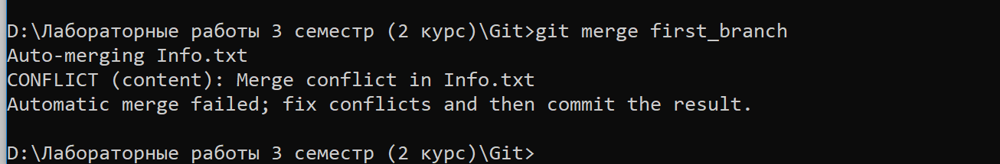 D:\Лабораторные работы 3 семестр (2 курс)\Git>git merge first_branch
Auto-merging Info.txt
CONFLICT (content): Merge conflict in Info.txt
Automatic merge failed; fix conflicts and then commit the result.
D:\Лабораторные работы 3 семестр (2 курс)\Git>